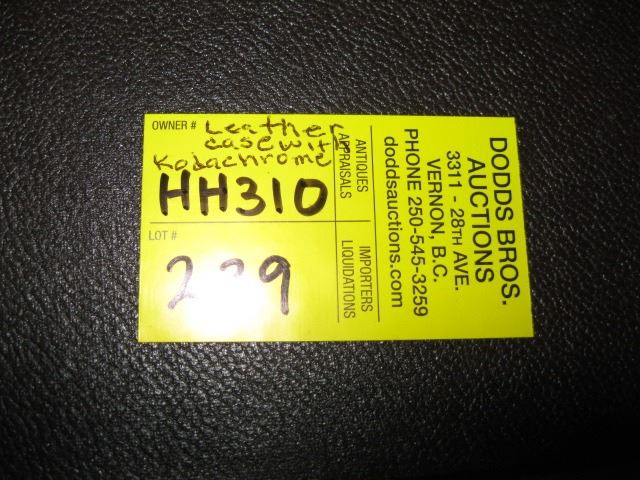 OWNER #
Leather
case with
Kodachrome
HH310
LOT #
229
ANTIQUES
APPRAISALS
IMPORTERS
LIQUIDATIONS
DODDS BROS.
AUCTIONS
3311 - 28TH AVE.
VERNON, B.C.
PHONE 250-545-3259
doddsauctions.com